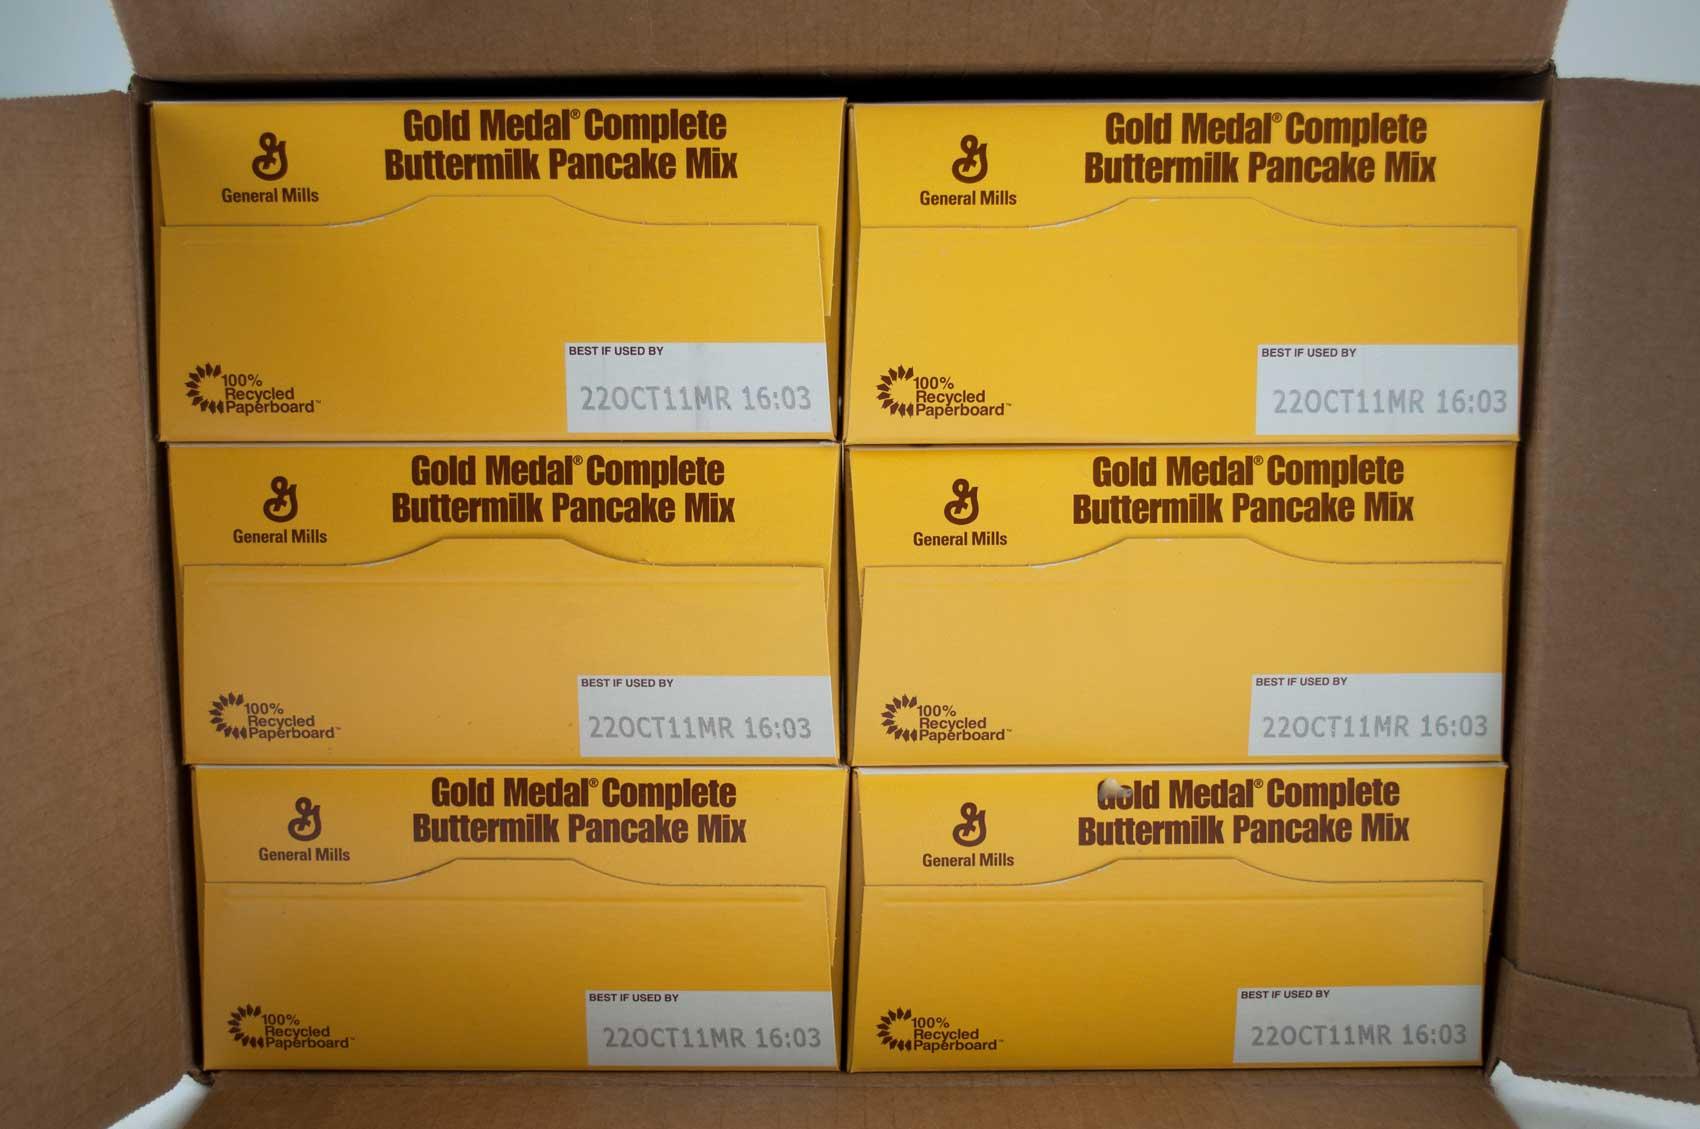 Gold Medal® Complete
Buttermilk Pancake Mix
General Mills
BEST IF USED BY
22OCT11MR 16:03
100%
Recycled
Paperboard™
Gold Medal® Complete
Buttermilk Pancake Mix
General Mills
BEST IF USED BY
22OCT11MR 16:03
100%
Recycled
Paperboard™
Gold Medal® Complete
Buttermilk Pancake Mix
General Mills
BEST IF USED BY
22OCT11MR 16:03
100%
Recycled
Paperboard™
Gold Medal® Complete
Buttermilk Pancake Mix
General Mills
BEST IF USED BY
22OCT11MR 16:03
100%
Recycled
Paperboard™
Gold Medal® Complete
Buttermilk Pancake Mix
General Mills
BEST IF USED BY
22OCT11MR 16:03
100%
Recycled
Paperboard™
Gold Medal® Complete
Buttermilk Pancake Mix
General Mills
BEST IF USED BY
22OCT11MR 16:03
100%
Recycled
Paperboard™